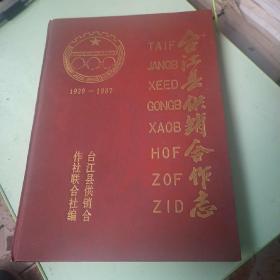 1939—1987
台江县供销合作志
TAIF
JANGB
XEED
GONGB
XAOB
HOF
ZOF
ZID
台江县供销合
作社联合社编